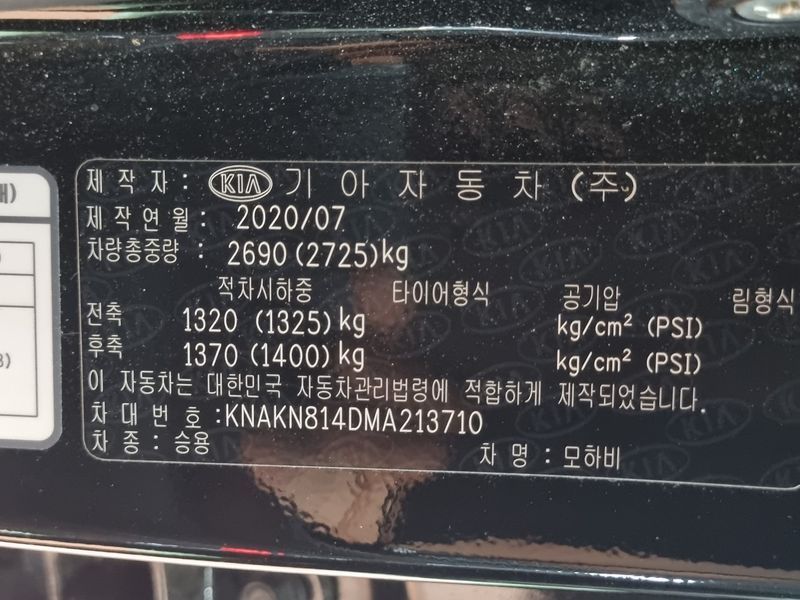 제 작 자 : KIA 기 아 자 동 차 (주)
제 작 연 월 : 2020/07
차량총중량 : 2690 (2725)kg
적차시하중 타이어형식 공기압 림형식
전축 1320 (1325) kg kg/cm² (PSI)
후축 1370 (1400) kg kg/cm² (PSI)
이 자동차는 대한민국 자동차관리법령에 적합하게 제작되었습니다.
차 대 번 호 :KNAKN814DMA213710
차 종 : 승용 차 명 : 모하비